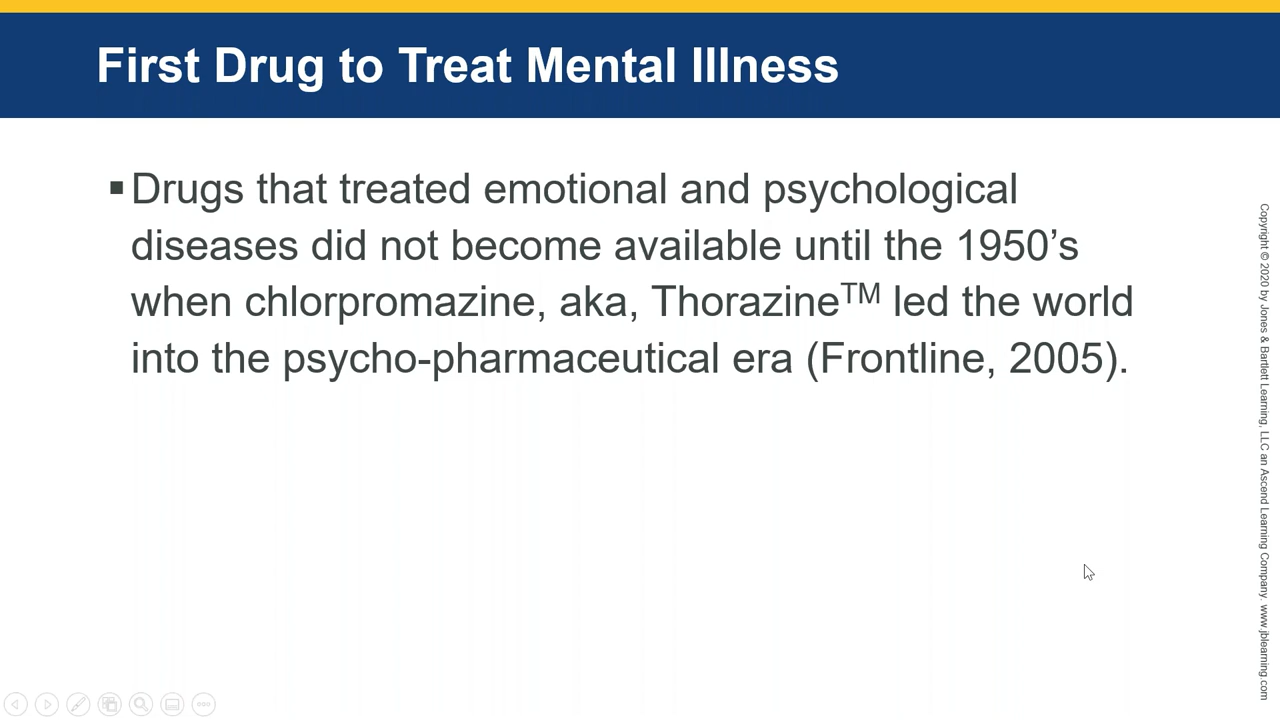 First Drug to Treat Mental Illness
▪Drugs that treated emotional and psychological
diseases did not become available until the 1950’s
when chlorpromazine, aka, Thorazine™ led the world
into the psycho-pharmaceutical era (Frontline, 2005).
Copyright © 2020 by Jones & Bartlett Learning, LLC an Ascend Learning Company. www.jblearning.com